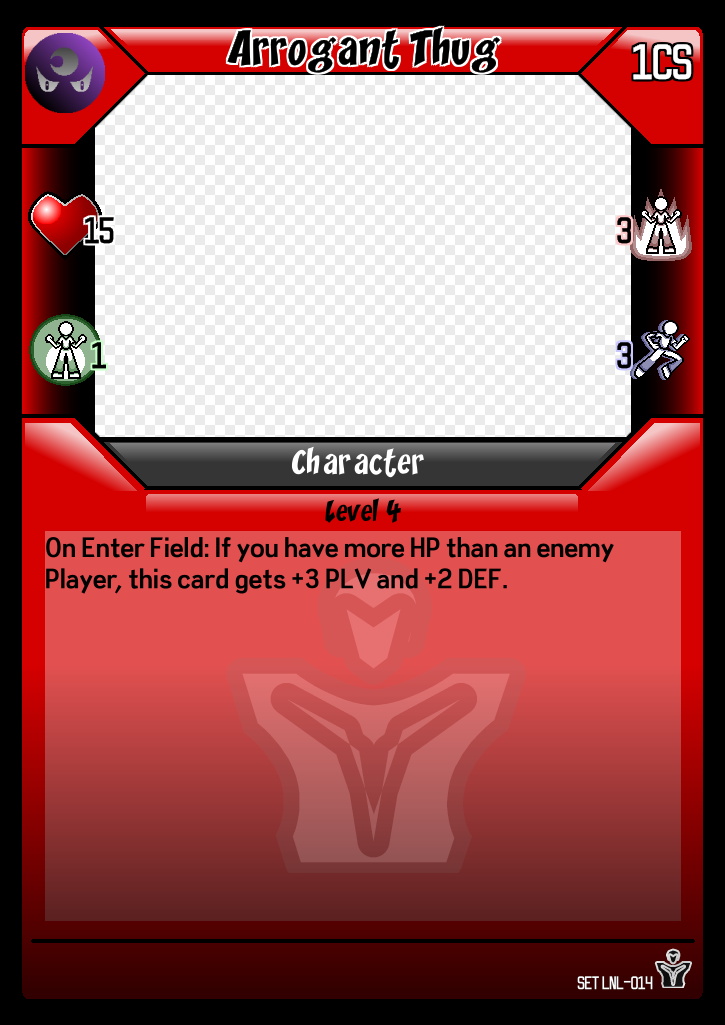 Arrogant Thug
1CS
15
3
1
3
Character
Level 4
On Enter Field: If you have more HP than an enemy
Player, this card gets +3 PLV and +2 DEF.
SET LNL-014